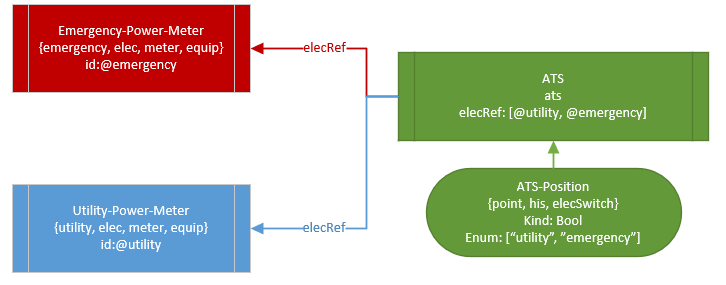 Emergency-Power-Meter
{emergency, elec, meter, equip}
id:@emergency
elecRef
ATS
ats
elecRef: [@utility, @emergency]
Utility-Power-Meter
{utility, elec, meter, equip}
id:@utility
elecRef
ATS-Position
{point, his, elecSwitch}
Kind: Bool
Enum: [“utility”, ”emergency”]